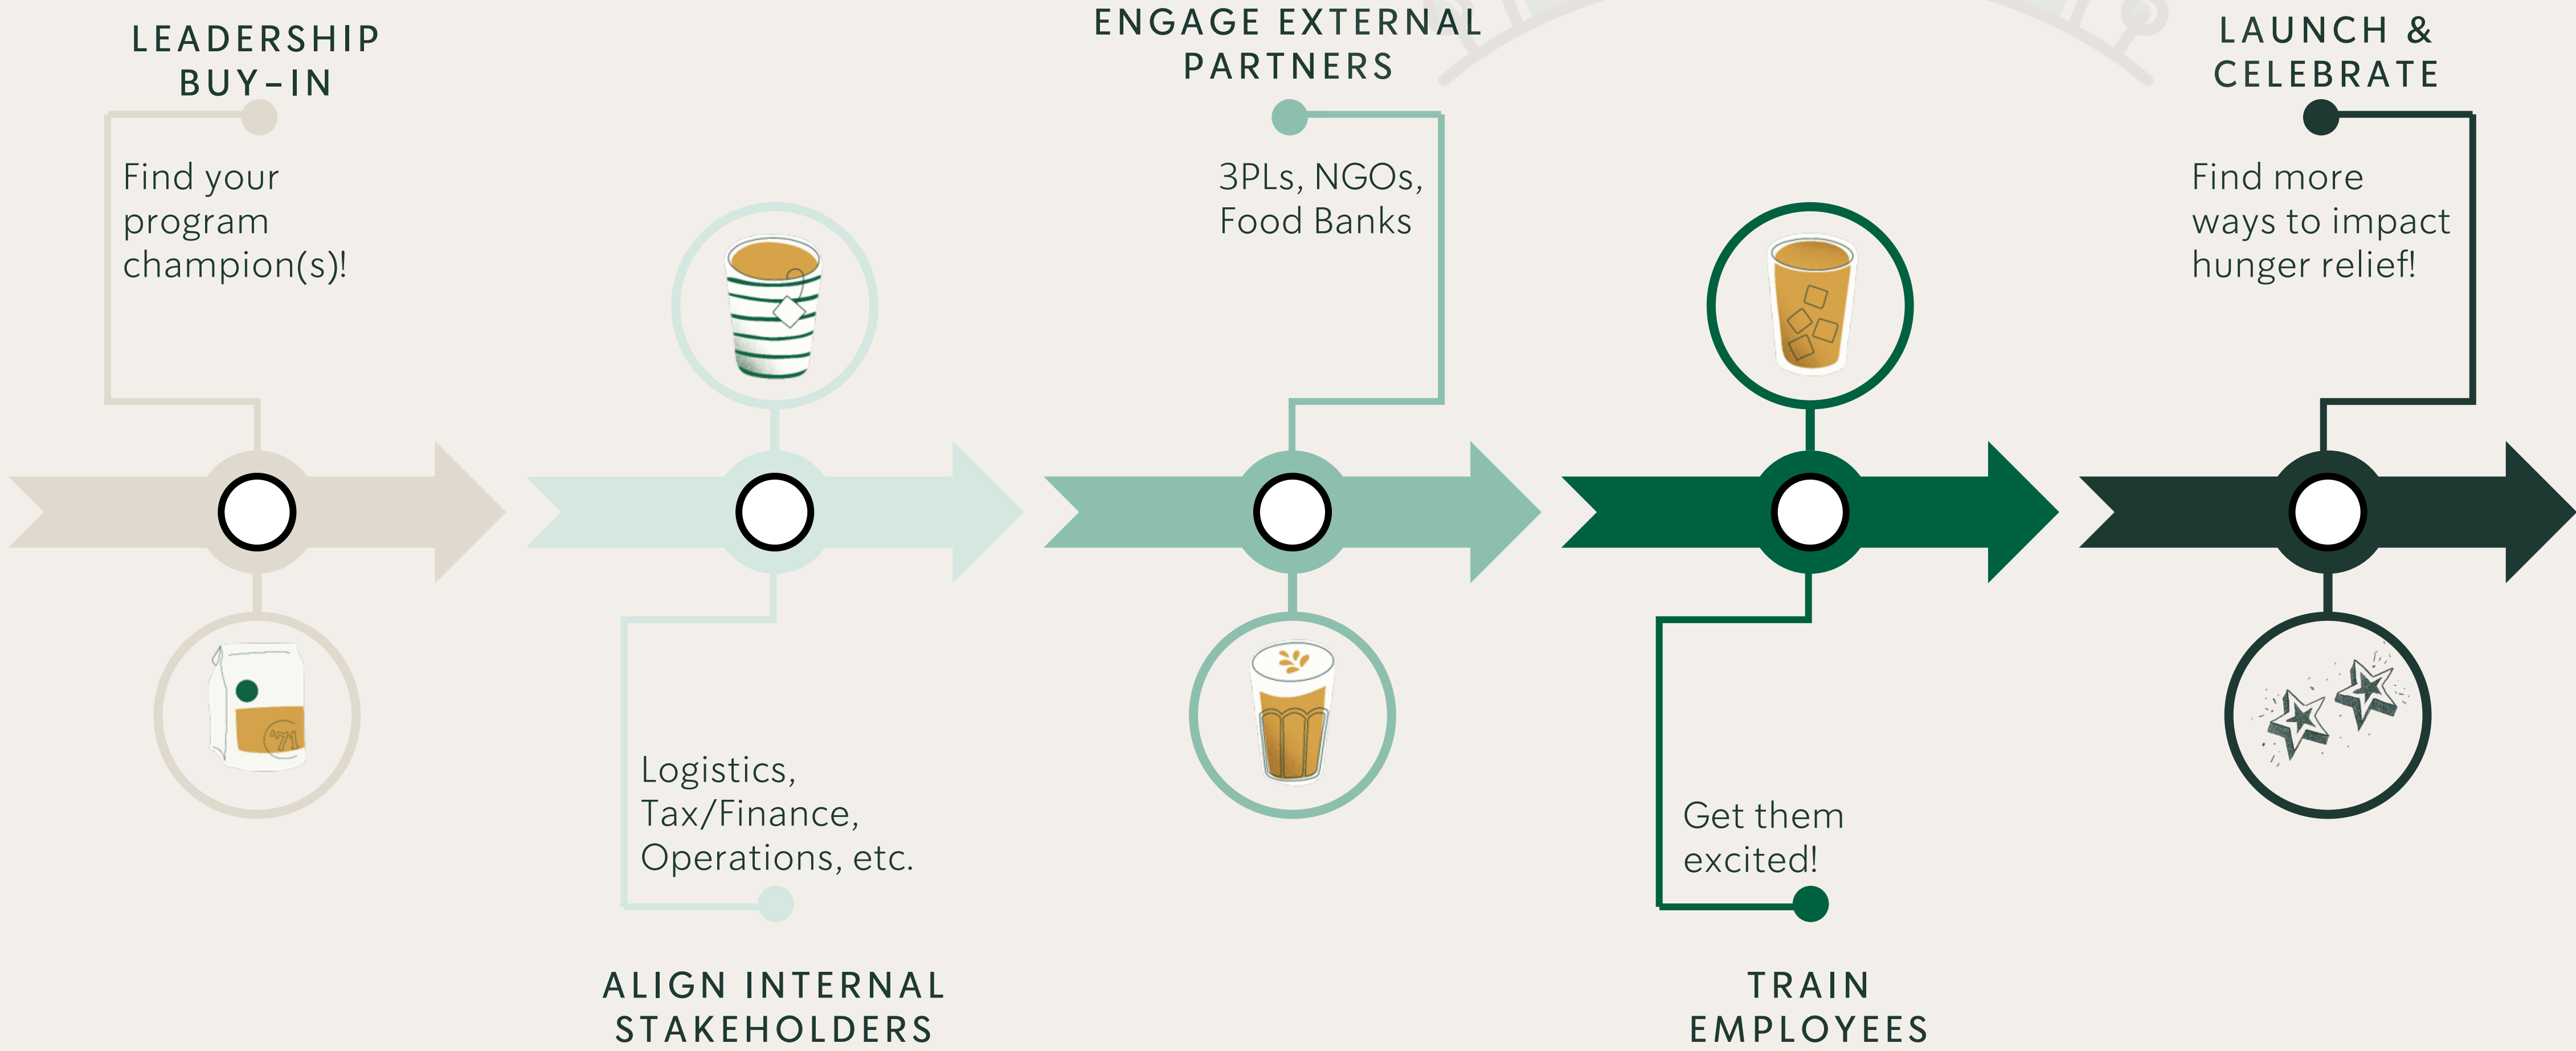 LEADERSHIP
BUY-IN
Find your
program
champion(s)!
'71
Logistics,
Tax/Finance,
Operations, etc.
ALIGN INTERNAL
STAKEHOLDERS
ENGAGE EXTERNAL
PARTNERS
3PLs, NGOs,
Food Banks
Get them
excited!
TRAIN
EMPLOYEES
LAUNCH &
CELEBRATE
Find more
ways to impact
hunger relief!